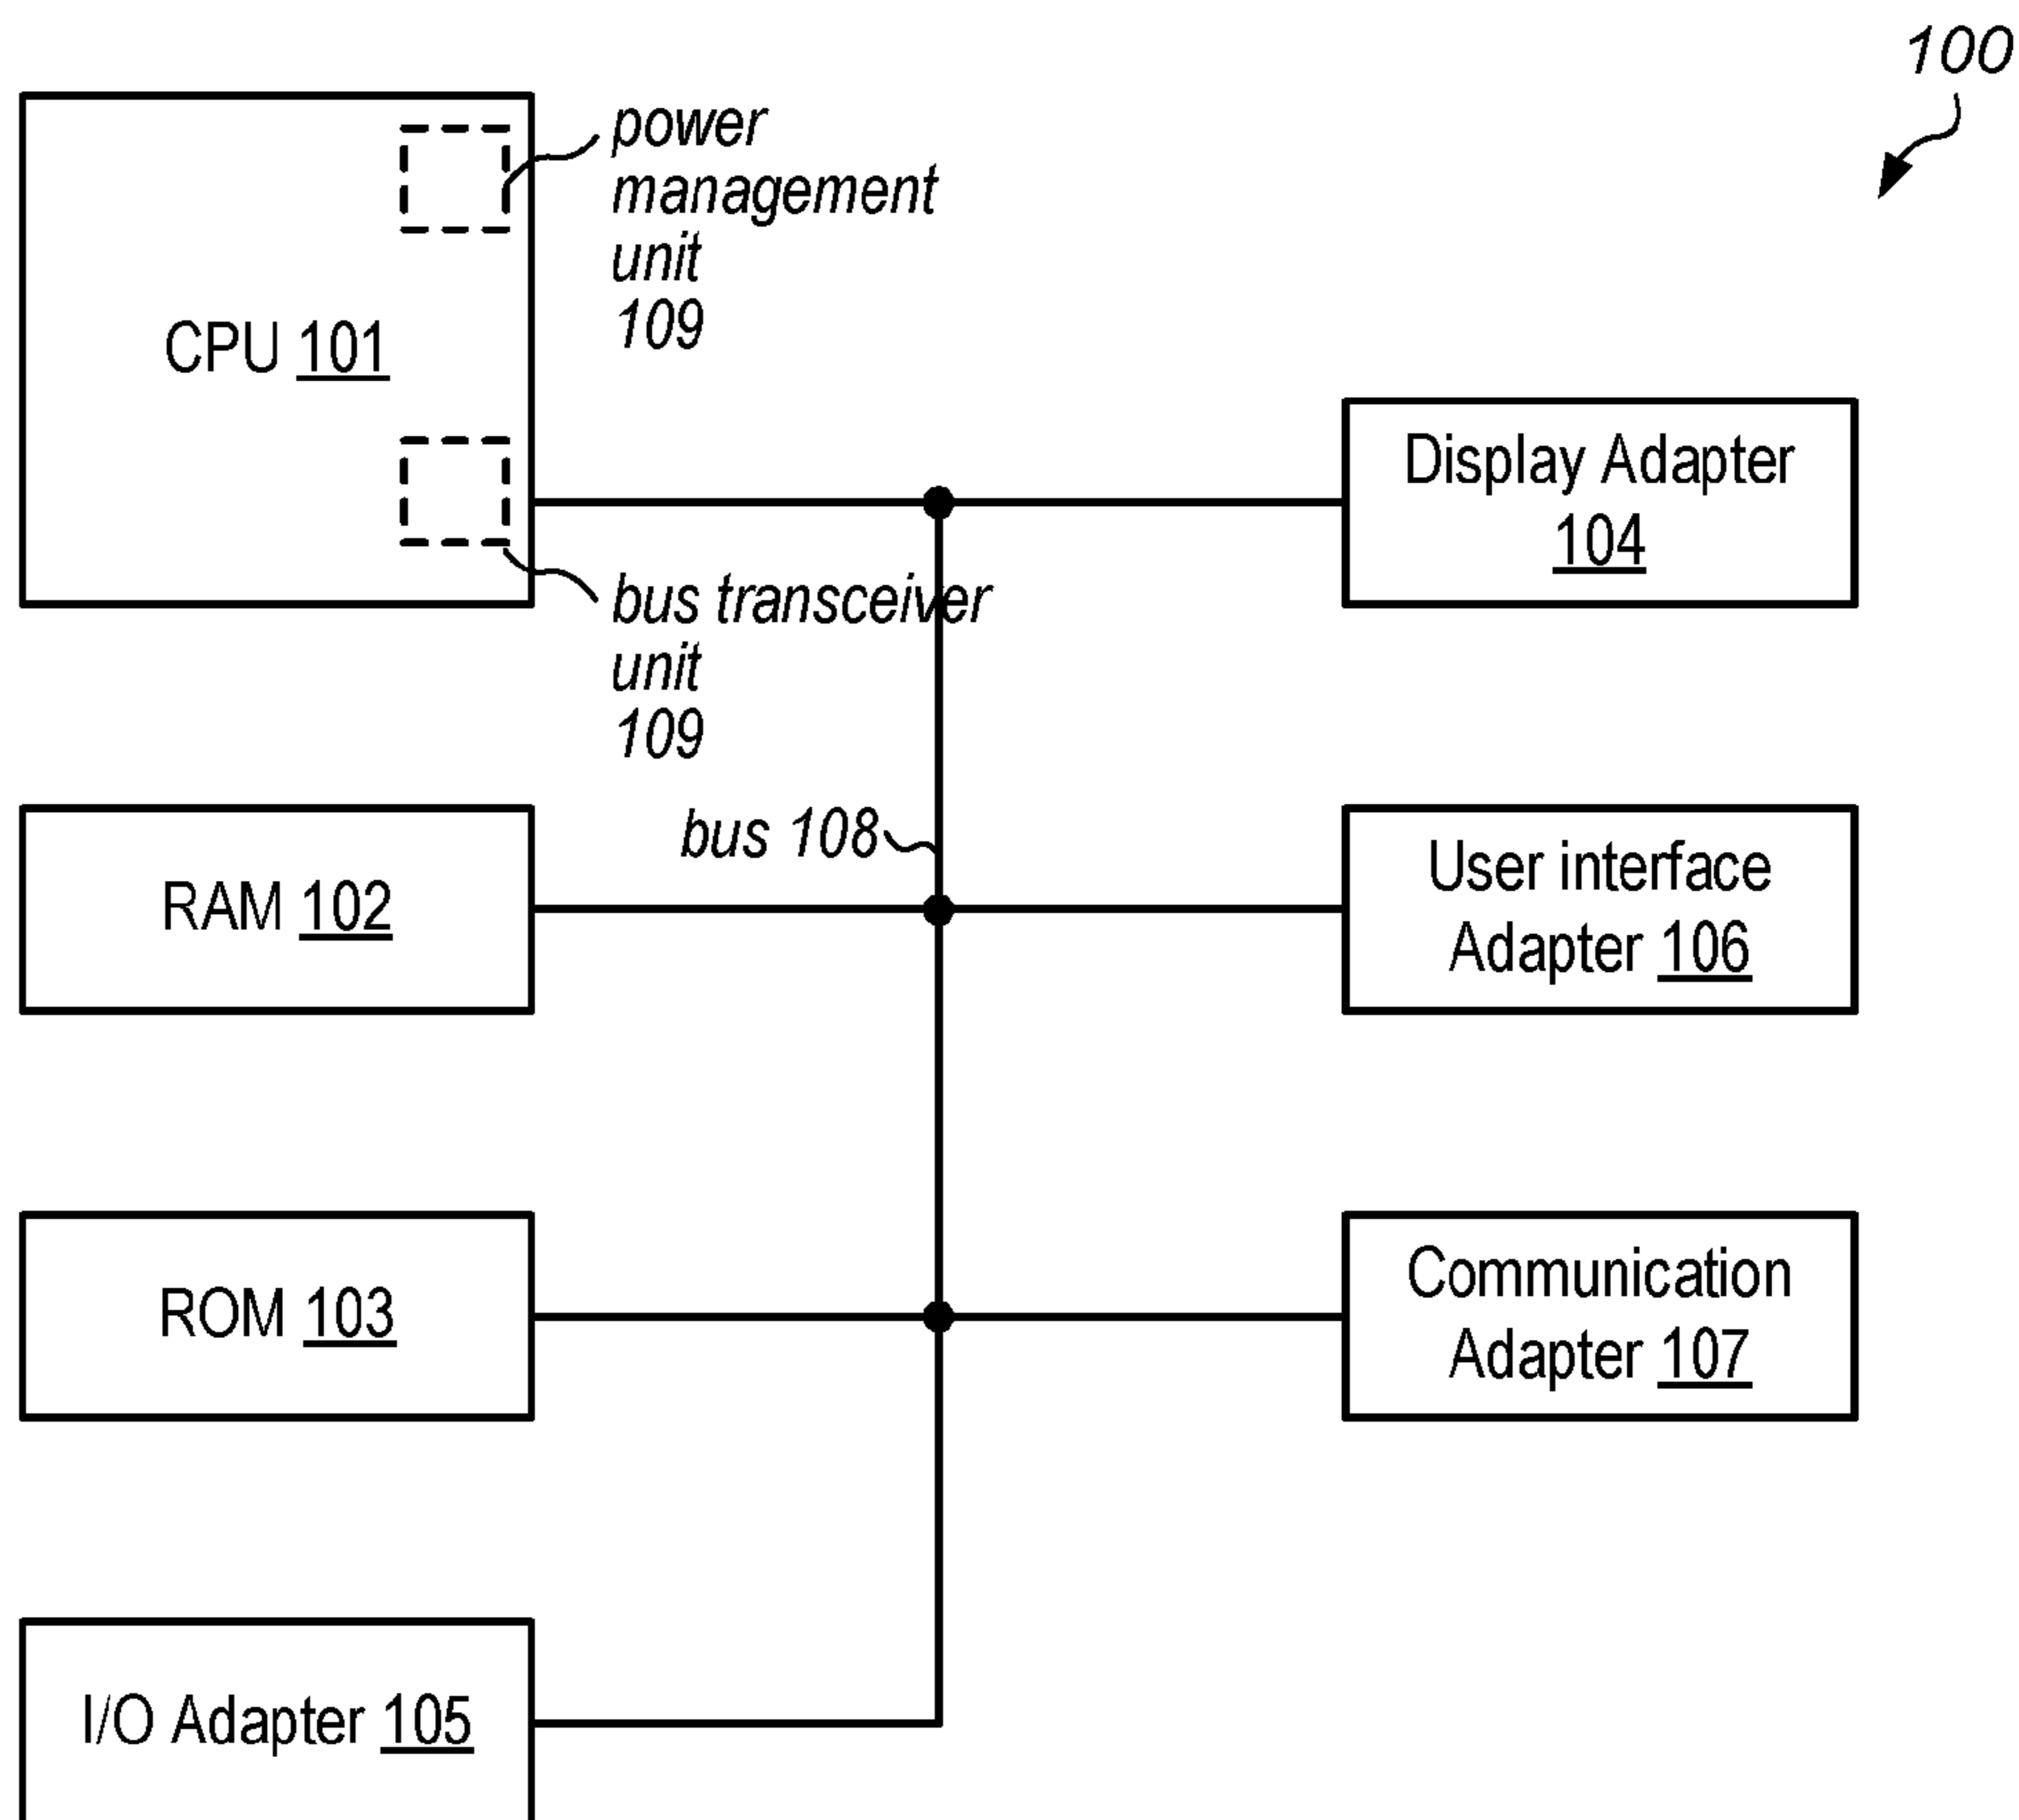 100
power
management
unit
109
CPU 101
Display Adapter
104
bus transceiver
unit
109
bus 108
RAM 102
User interface
Adapter 106
ROM 103
Communication
Adapter 107
I/O Adapter 105